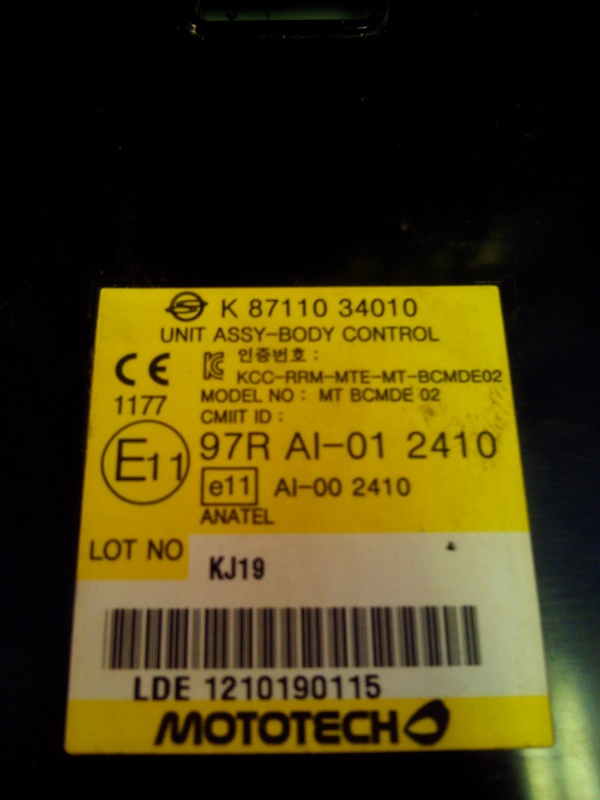 K 87110 34010
UNIT ASSY-BODY CONTROL
CE 인증번호 :
KCC-RRM-MTE-MT-BCMDE02
1177 MODEL NO : MT BCMDE 02
CMIIT ID :
E11 97R AI-01 2410
e11 AI-00 2410
ANATEL
LOT NO KJ19
LDE 1210190115
MOTOTECH